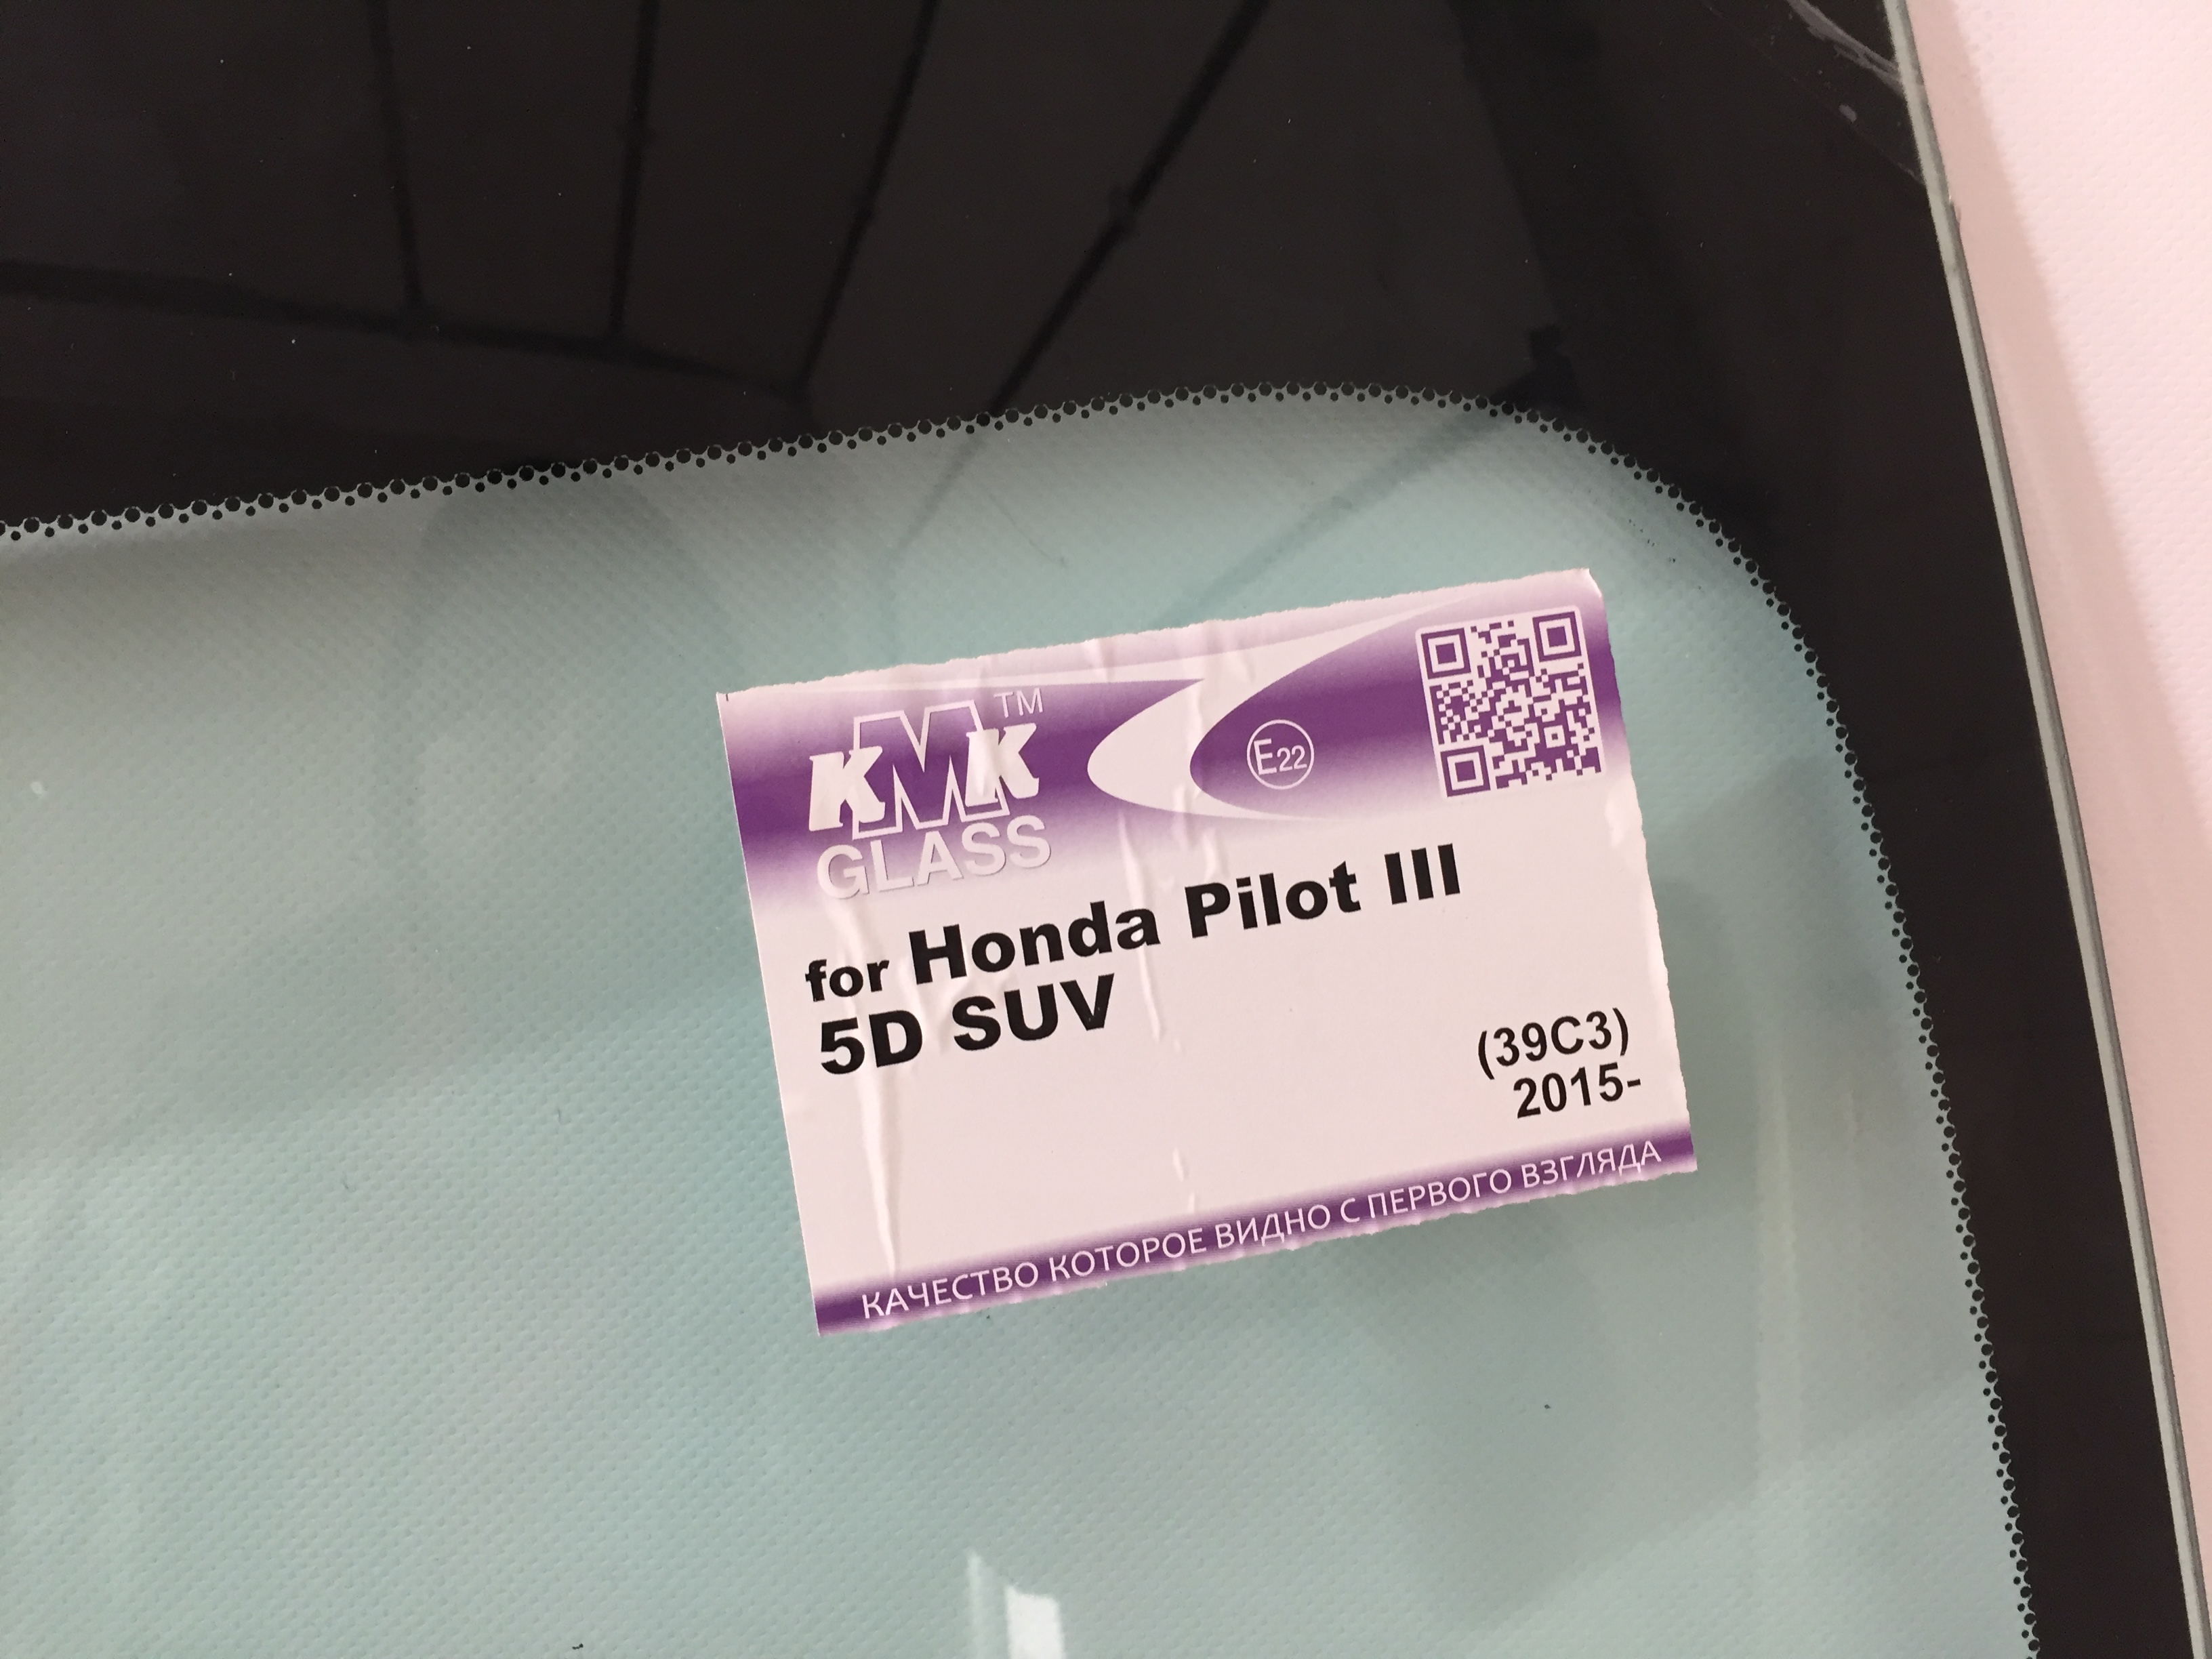 KMK™
GLASS
E22
for Honda Pilot III
5D SUV
(39C3)
2015-
КАЧЕСТВО КОТОРОЕ ВИДНО С ПЕРВОГО ВЗГЛЯДА